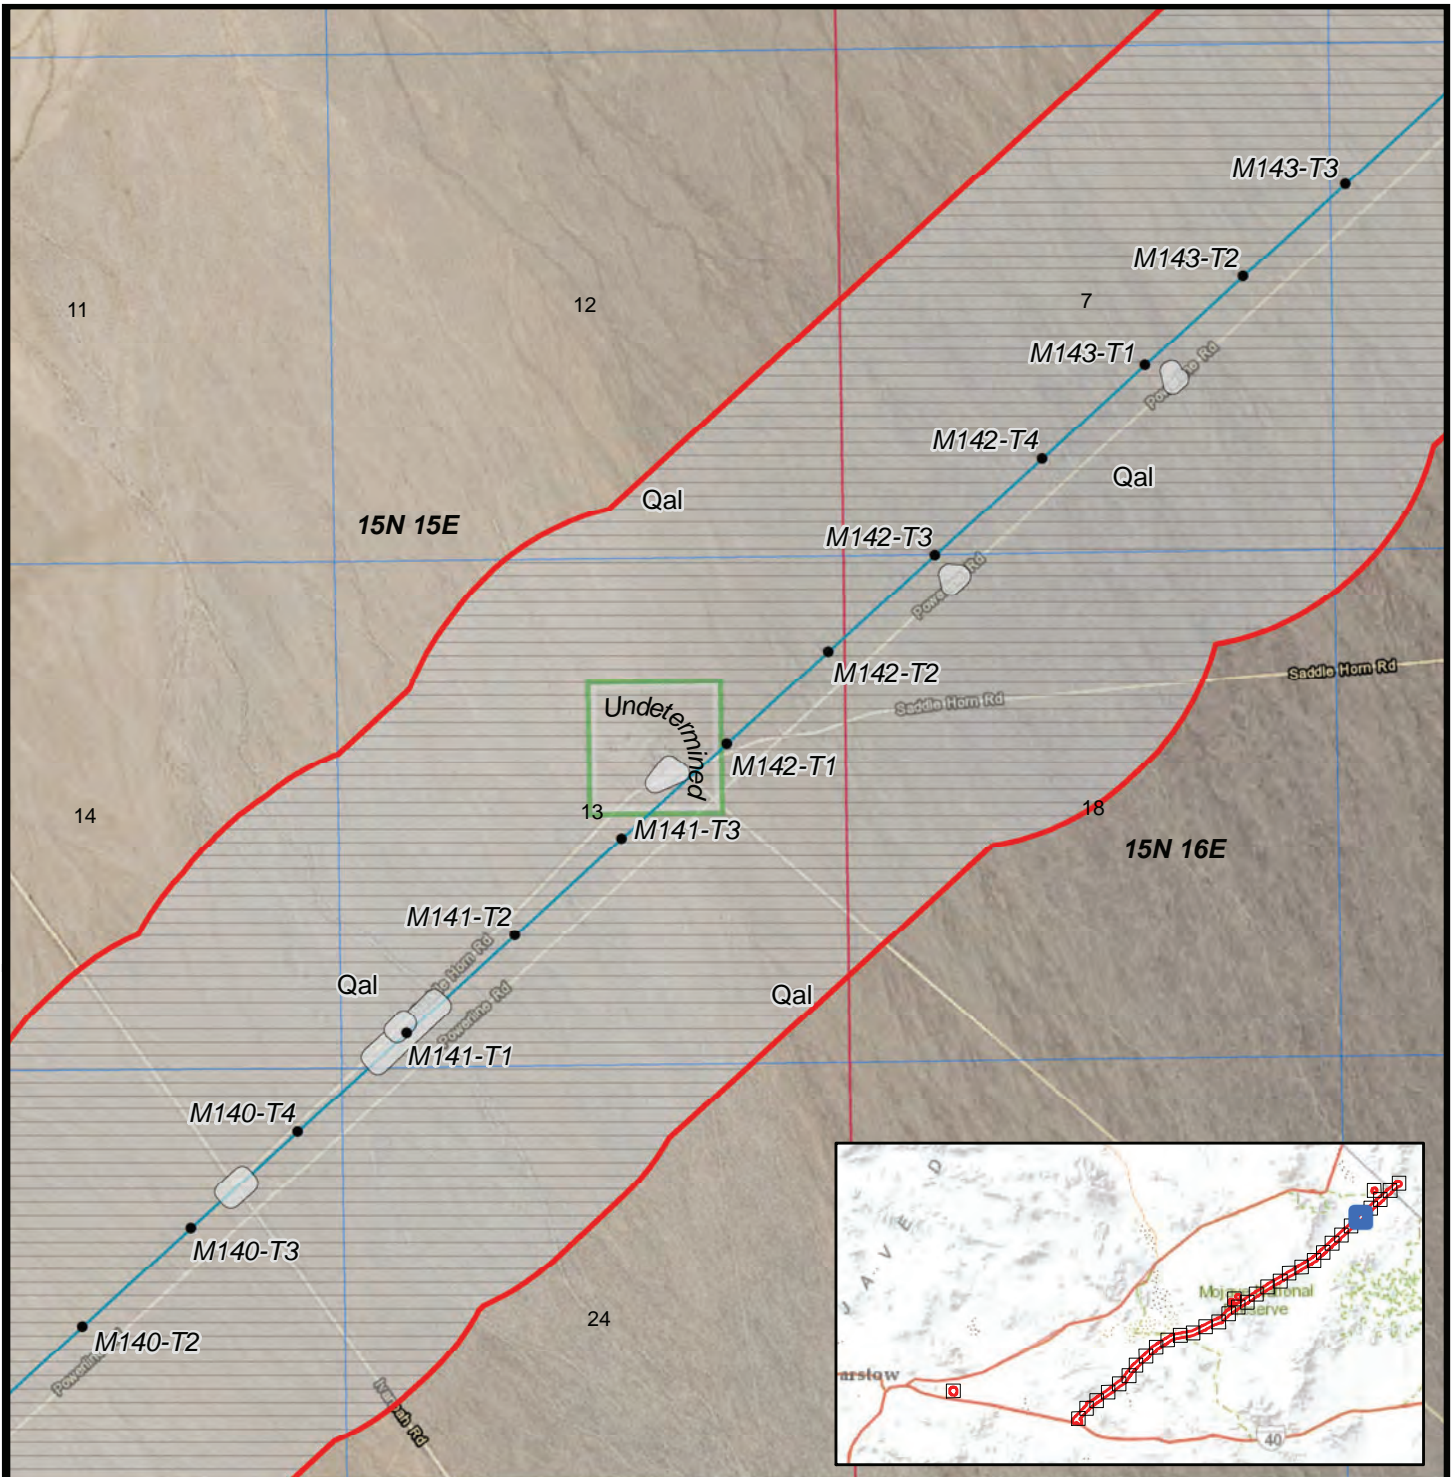 M143-T3
M143-T2
11
12
7
M143-T1
M142-T4
Qal
Qal
15N 15E
M142-T3
Saddle Horn Rd
M142-T2
Saddle Horn Rd
Undetermined
M142-T1
14
13
18
M141-T3
15N 16E
M141-T2
Qal
Qal
Powerline Rd
M141-T1
M140-T4
M140-T3
24
M140-T2
Rd
J A V E D
arstow
40